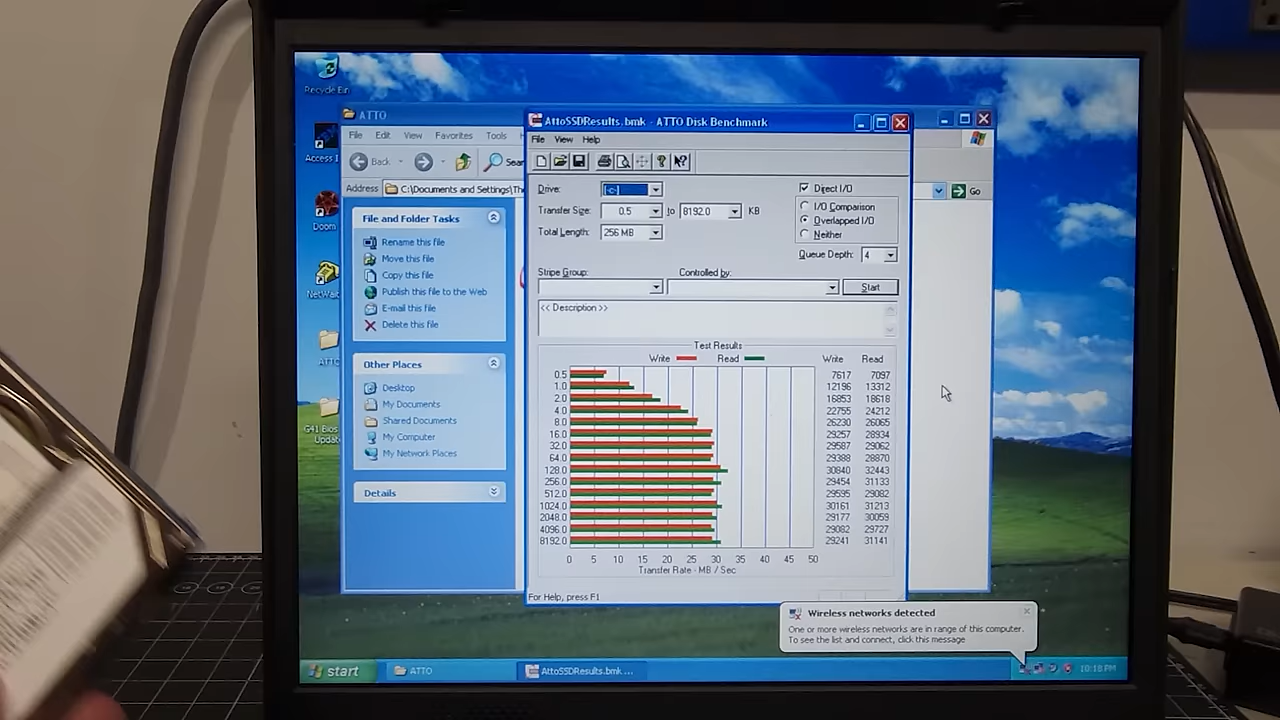 Recycle Bin
ATTO
File Edit View Favorites Tools
Back
Address C:\Documents and Settings\The
Go
File and Folder Tasks
Rename this file
Move this file
Copy this file
Publish this file to the Web
E-mail this file
Delete this file
Other Places
Desktop
My Documents
Shared Documents
My Computer
My Network Places
Details
Access
Doom
NetWait
ATTO
G41 Bios
Update
AttoSSDResults.bmk - ATTO Disk Benchmark
File View Help
Drive: [-c-]
Direct I/O
Transfer Size: 0.5 to 8192.0 KB
I/O Comparison
Overlapped I/O
Total Length: 256 MB
Neither
Queue Depth: 4
Stripe Group: Controlled by:
Start
<< Description >>
Test Results
Write Read Write Read
0.5 7617 7097
1.0 12196 13312
2.0 16853 18618
4.0 22755 24212
8.0 26230 26065
16.0 29257 28934
32.0 29587 29062
64.0 29388 28870
128.0 30840 32443
256.0 29454 31133
512.0 29595 29082
1024.0 30161 31213
2048.0 29177 30059
4096.0 29082 29727
8192.0 29241 31141
0 5 10 15 20 25 30 35 40 45 50
Transfer Rate - MB / Sec
For Help, press F1
Wireless networks detected
One or more wireless networks are in range of this computer.
To see the list and connect, click this message
start ATTO AttoSSDResults.bmk ... 10:18 PM